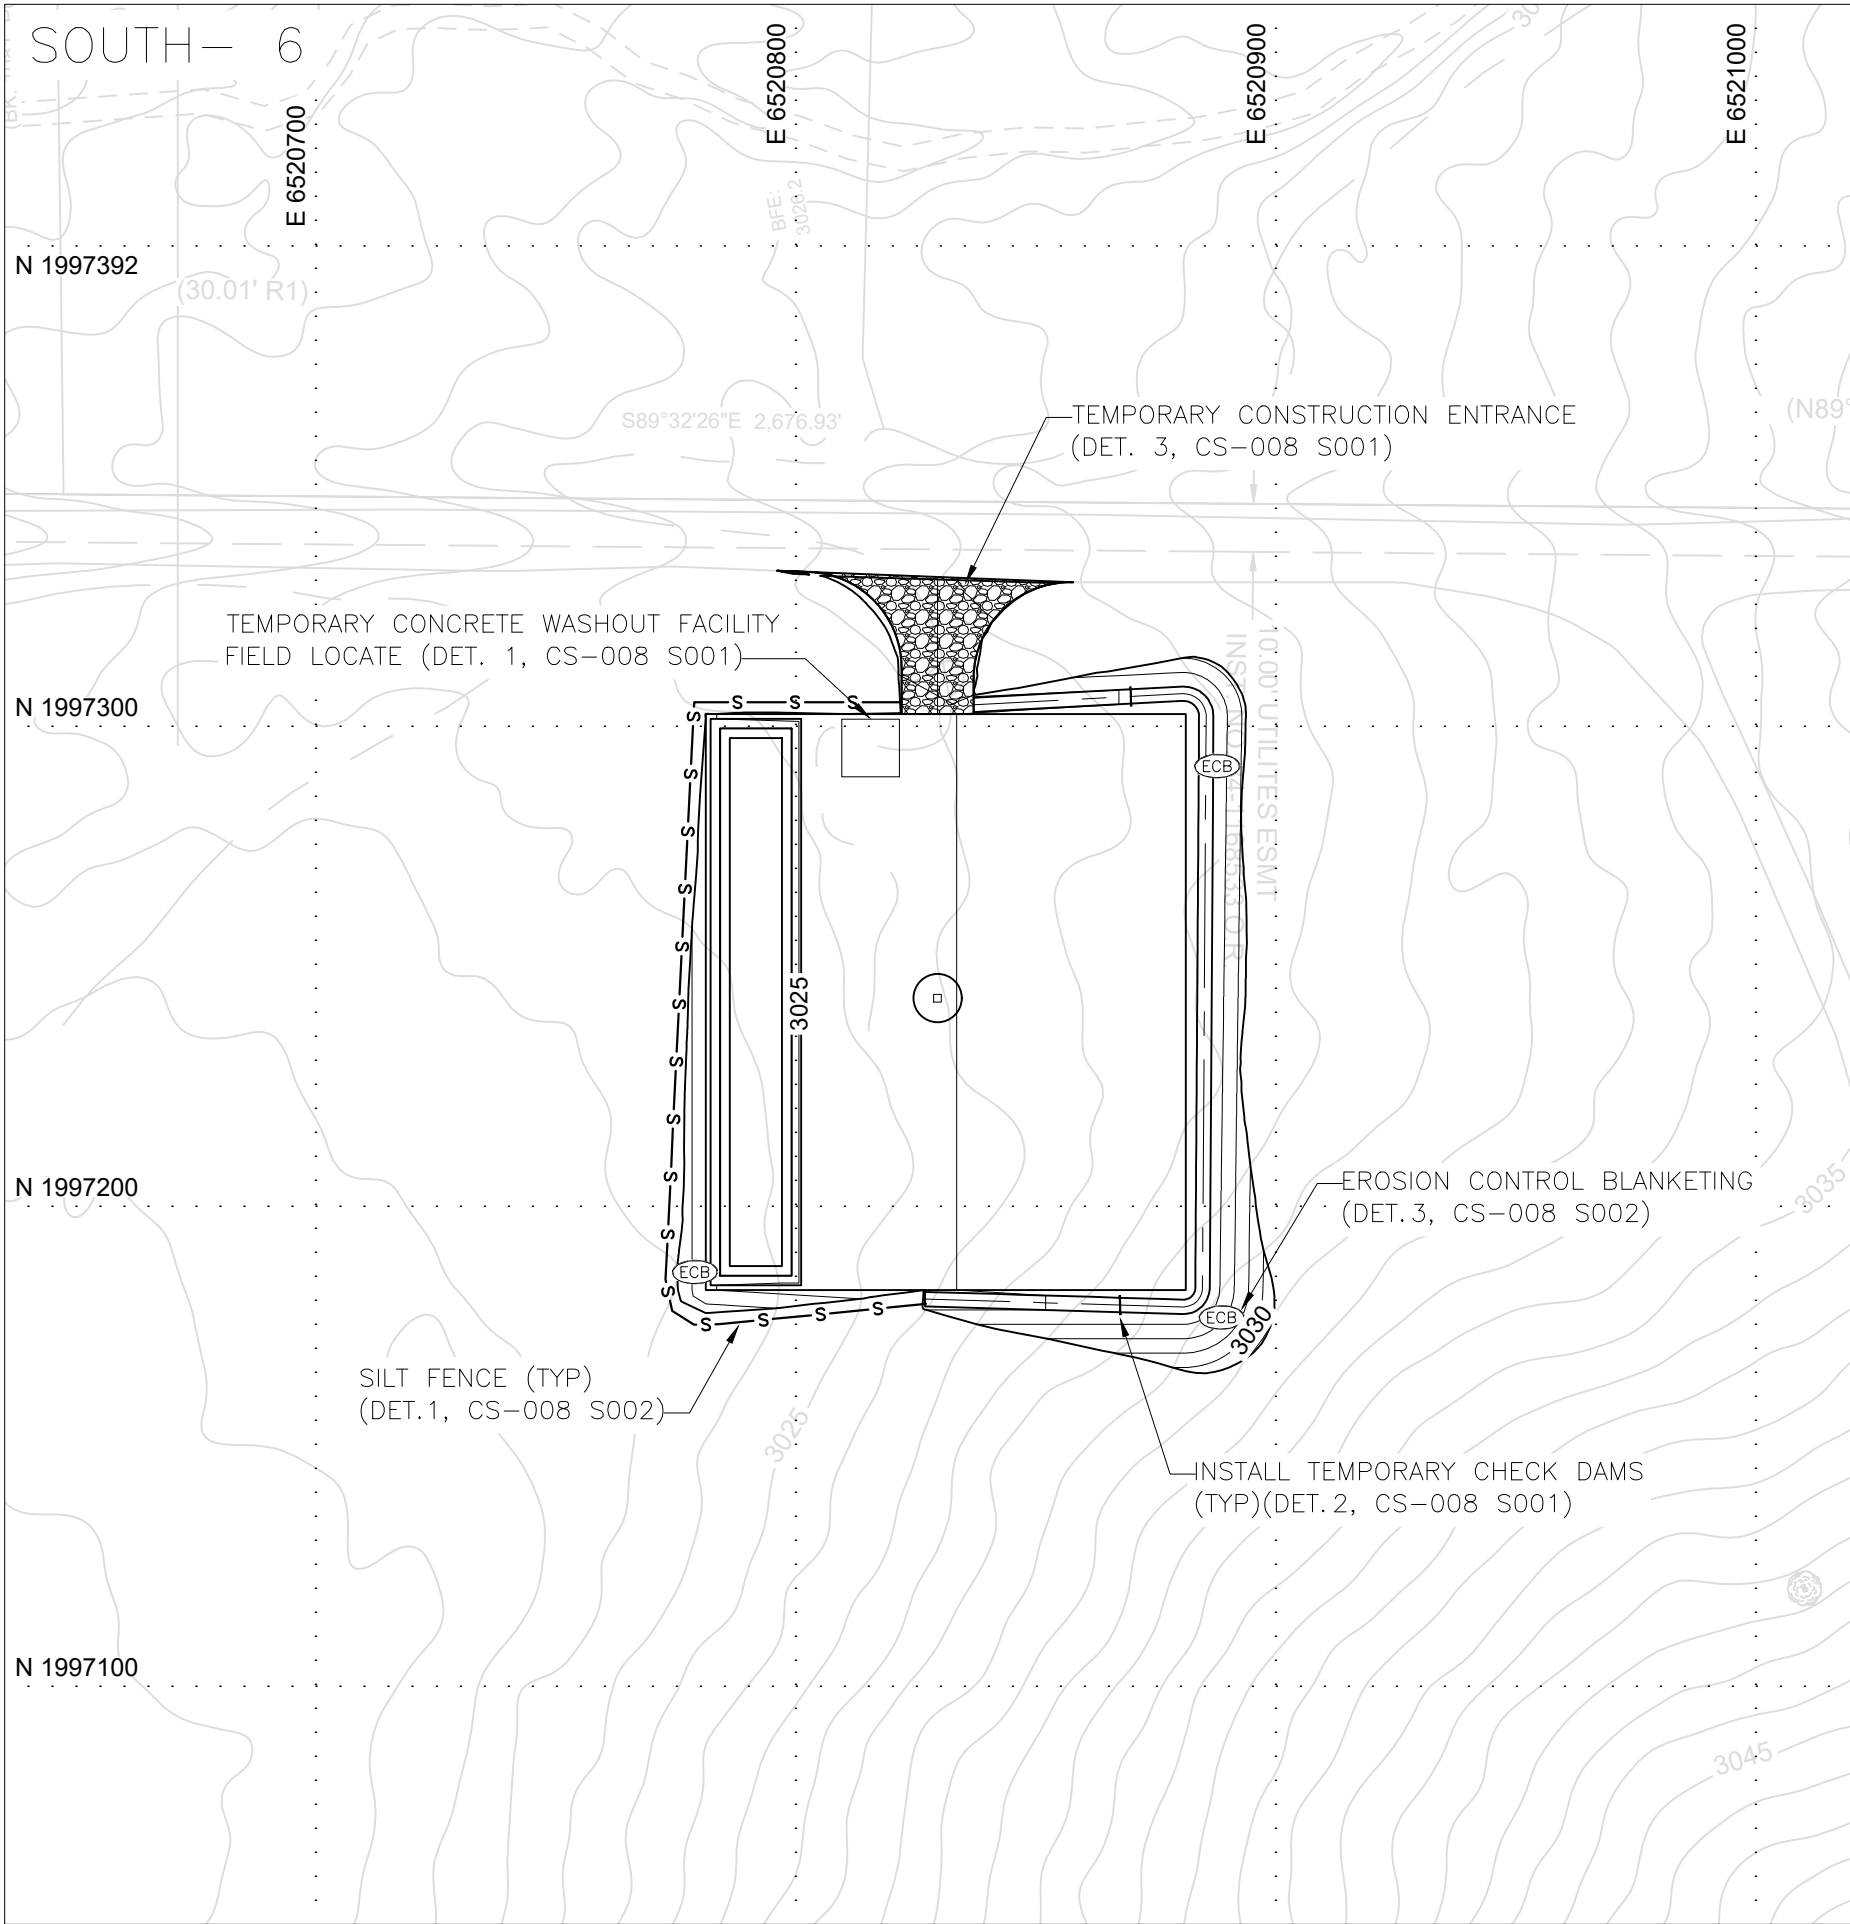 SOUTH- 6
E 6520700
E 6520800
E 6520900
E 6521000
BFE:
3026.2
N 1997392
(30.01' R1)
S89°32'26"E 2,676.93'
TEMPORARY CONSTRUCTION ENTRANCE
(DET. 3, CS-008 S001)
(N89°
TEMPORARY CONCRETE WASHOUT FACILITY
FIELD LOCATE (DET. 1, CS-008 S001)
10.00' UTILITES ESMT
N 1997300
S S S
S
S
S
S
S
S
S
S
S
S
S
S S S S
ECB
3025
N 1997200
EROSION CONTROL BLANKETING
(DET.3, CS-008 S002)
3035
ECB
ECB
3030
SILT FENCE (TYP)
(DET.1, CS-008 S002)
3025
INSTALL TEMPORARY CHECK DAMS
(TYP)(DET.2, CS-008 S001)
N 1997100
3045